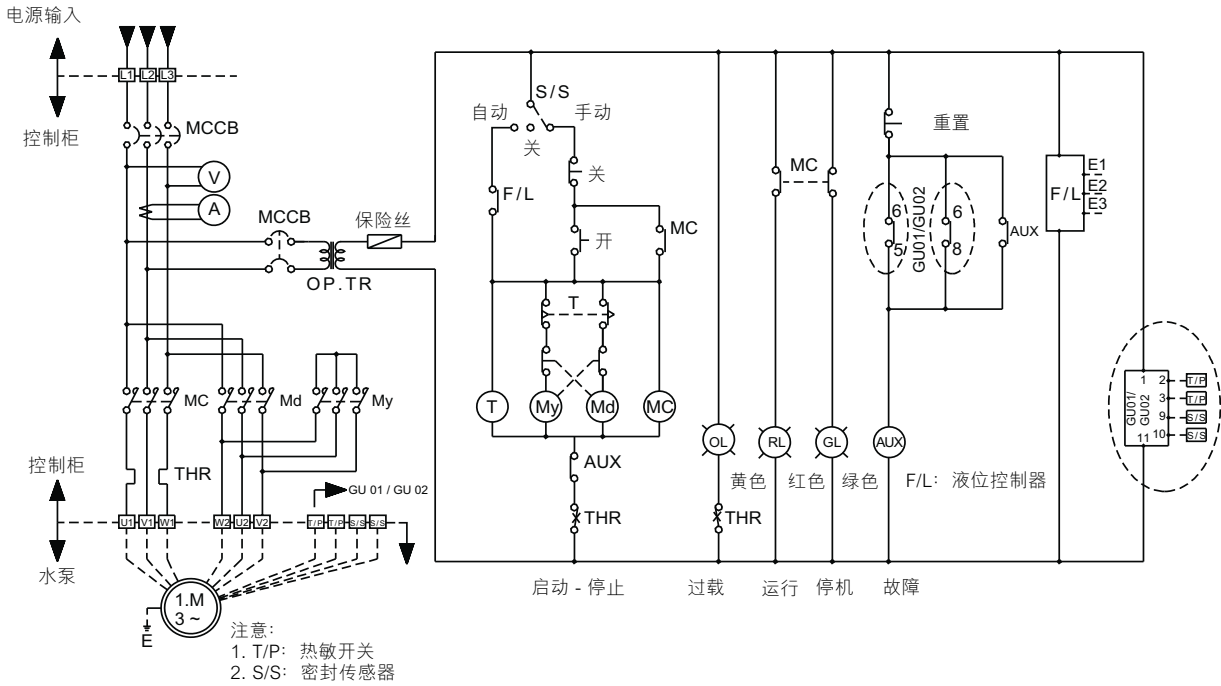 电源输入
L1 L2 L3
控制柜
MCCB
V
A
MCCB
保险丝
OP.TR
MC Md My
控制柜
THR
GU 01 / GU 02
U1 V1 W1 W2 U2 V2 T/P T/P S/S S/S
水泵
1.M
3 ~
E
注意：
1. T/P： 热敏开关
2. S/S： 密封传感器
S/S
自动 手动
关
关
F/L
开
MC
T
T My Md MC
AUX
THR
启动 - 停止
OL
黄色
THR
过载
MC
RL
红色
运行
GL
绿色
停机
重置
6
5
GU01/GU02
6
8
AUX
AUX
故障
F/L
E1
E2
E3
F/L： 液位控制器
GU01/
GU02
1 2 T/P
3 T/P
9 S/S
11 10 S/S